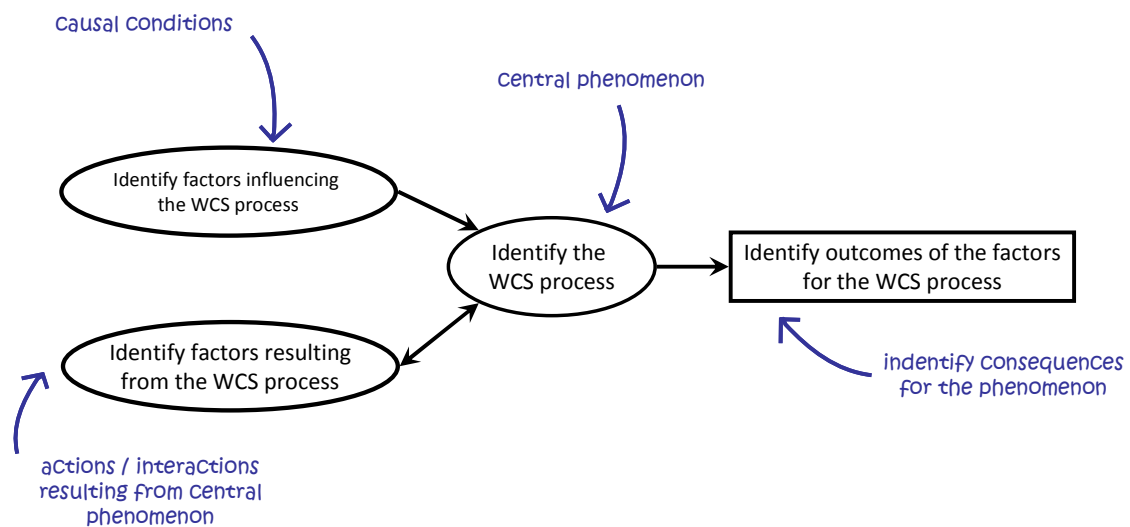 causal conditions
central phenomenon
Identify factors influencing
the WCS process
Identify the
WCS process
Identify outcomes of the factors
for the WCS process
Identify factors resulting
from the WCS process
indentify consequences
for the phenomenon
actions / interactions
resulting from central
phenomenon